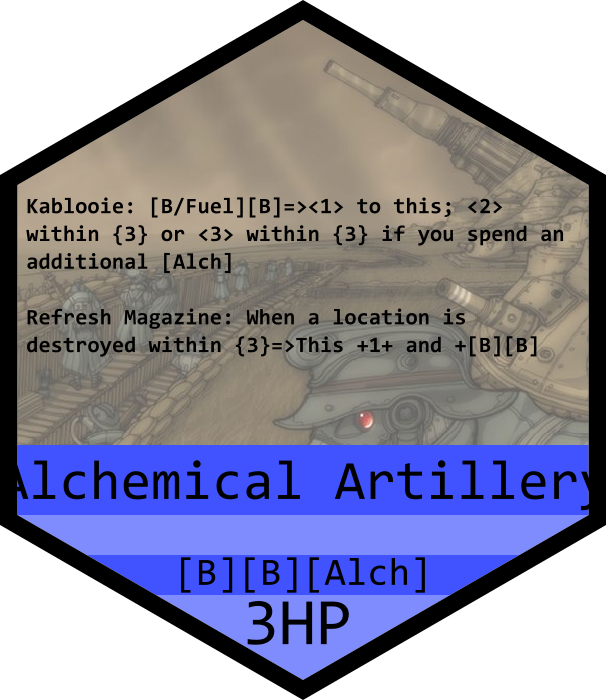 Kablooie: [B/Fuel][B]=><1> to this; <2>
within {3} or <3> within {3} if you spend an
additional [Alch]
Refresh Magazine: When a location is
destroyed within {3}=>This +1+ and +[B][B]
Alchemical Artillery
[B][B][Alch]
3HP